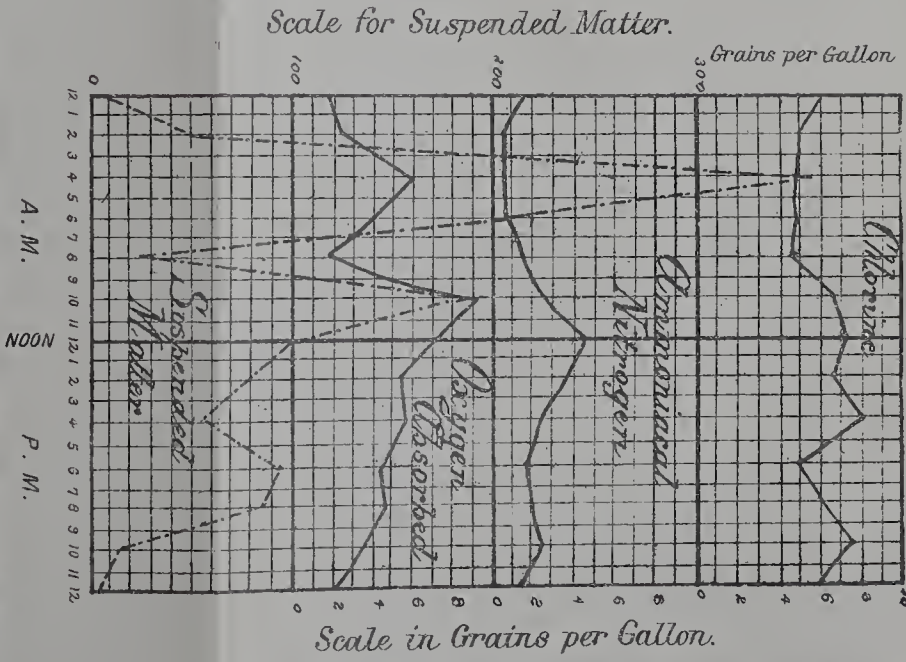 Scale for Suspended Matter.
Grains per Gallon
0 100 200 300
12 1 2 3 4 5 6 7 8 9 10 11 12 1 2 3 4 5 6 7 8 9 10 11 12
A. M.
NOON
P. M.
Suspended
Matter
Oxygen
Absorbed
Ammoniacal
Nitrogen
Chlorine
0 2 4 6 8 0 2 4 6 8 0 2 4 6 8 10
Scale in Grains per Gallon.